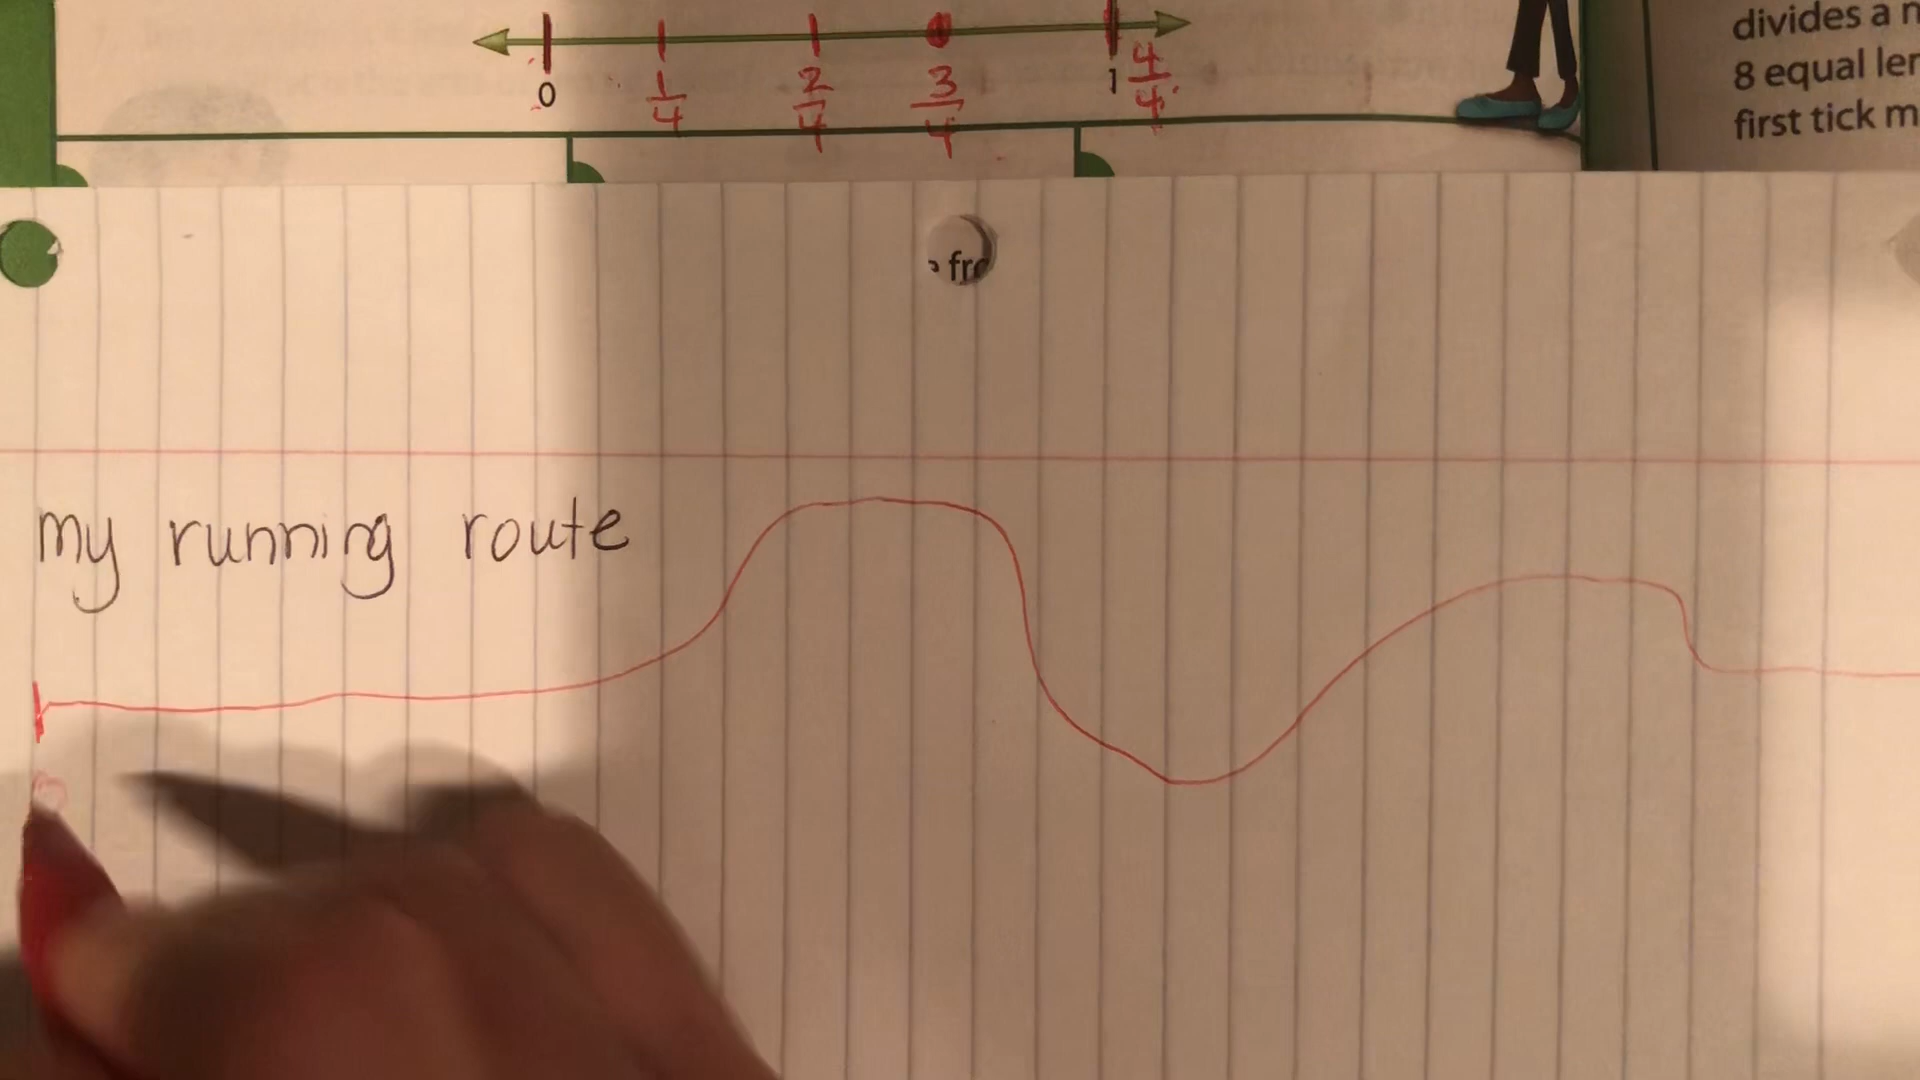 divides a
8 equal
first tick
0 1/4 2/4 3/4 1 4/4
fr
my running route
0